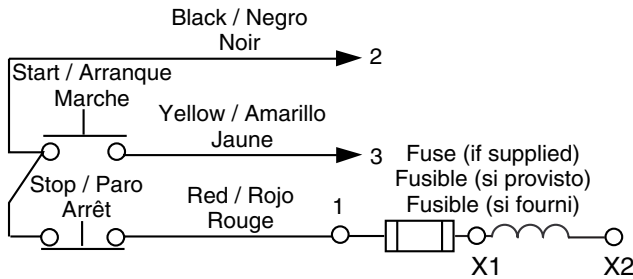 Black / Negro
Noir
2
Start / Arranque
Marche
Yellow / Amarillo
Jaune
3
Fuse (if supplied)
Fusible (si provisto)
Fusible (si fourni)
Stop / Paro
Arrêt
Red / Rojo
Rouge
1
X1
X2